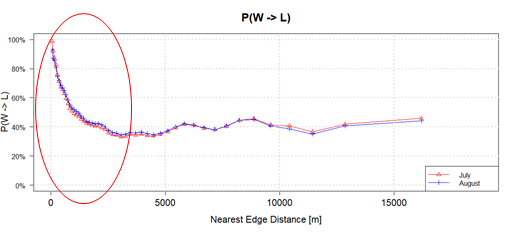 P(W -> L)
P(W -> L)
100%
80%
60%
40%
20%
0%
0
5000
10000
15000
Nearest Edge Distance [m]
July
August